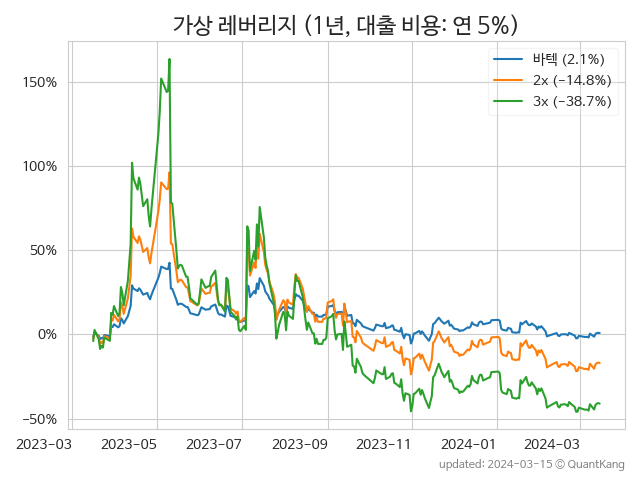 가상 레버리지 (1년, 대출 비용: 연 5%)
바텍 (2.1%)
2x (−14.8%)
3x (−38.7%)
150%
100%
50%
0%
−50%
2023−03 2023−05 2023−07 2023−09 2023−11 2024−01 2024−03
updated: 2024-03-15 © QuantKang